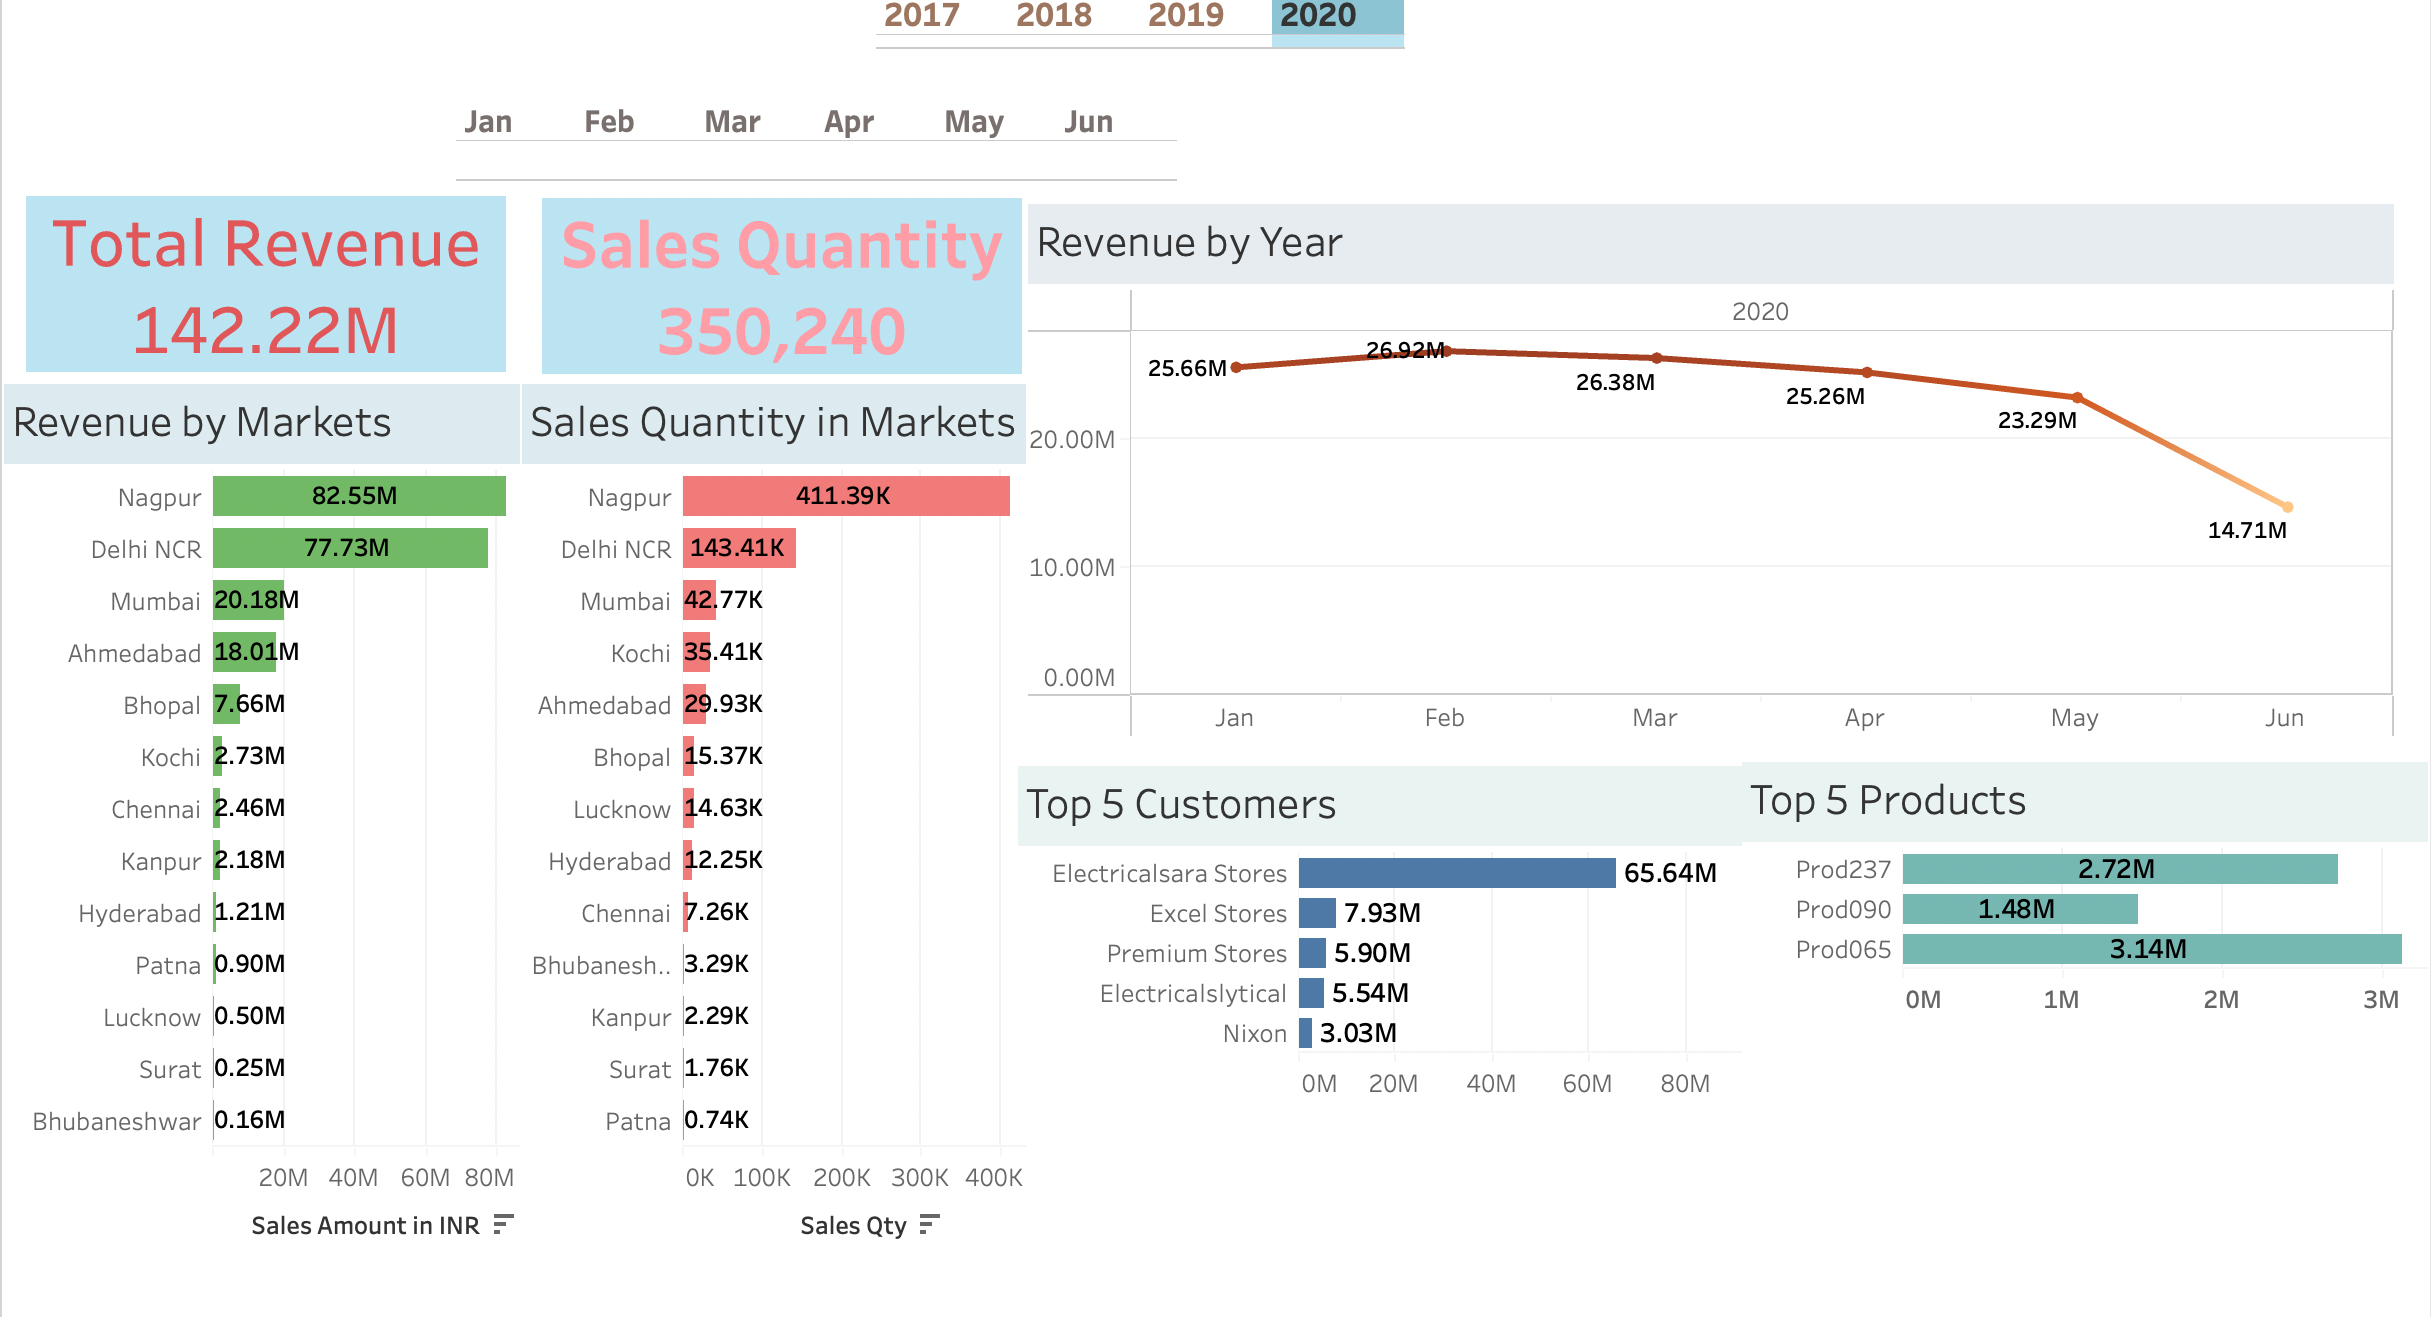 2017 2018 2019 2020
Jan Feb Mar Apr May Jun
Total Revenue
142.22M
Sales Quantity
350,240
Revenue by Year
2020
25.66M 26.92M 26.38M 25.26M 23.29M 14.71M
20.00M
10.00M
0.00M
Jan Feb Mar Apr May Jun
Revenue by Markets
Nagpur 82.55M
Delhi NCR 77.73M
Mumbai 20.18M
Ahmedabad 18.01M
Bhopal 7.66M
Kochi 2.73M
Chennai 2.46M
Kanpur 2.18M
Hyderabad 1.21M
Patna 0.90M
Lucknow 0.50M
Surat 0.25M
Bhubaneshwar 0.16M
20M 40M 60M 80M
Sales Amount in INR
Sales Quantity in Markets
Nagpur 411.39K
Delhi NCR 143.41K
Mumbai 42.77K
Kochi 35.41K
Ahmedabad 29.93K
Bhopal 15.37K
Lucknow 14.63K
Hyderabad 12.25K
Chennai 7.26K
Bhubanesh.. 3.29K
Kanpur 2.29K
Surat 1.76K
Patna 0.74K
0K 100K 200K 300K 400K
Sales Qty
Top 5 Customers
Electricalsara Stores 65.64M
Excel Stores 7.93M
Premium Stores 5.90M
Electricalslytical 5.54M
Nixon 3.03M
0M 20M 40M 60M 80M
Top 5 Products
Prod237 2.72M
Prod090 1.48M
Prod065 3.14M
0M 1M 2M 3M